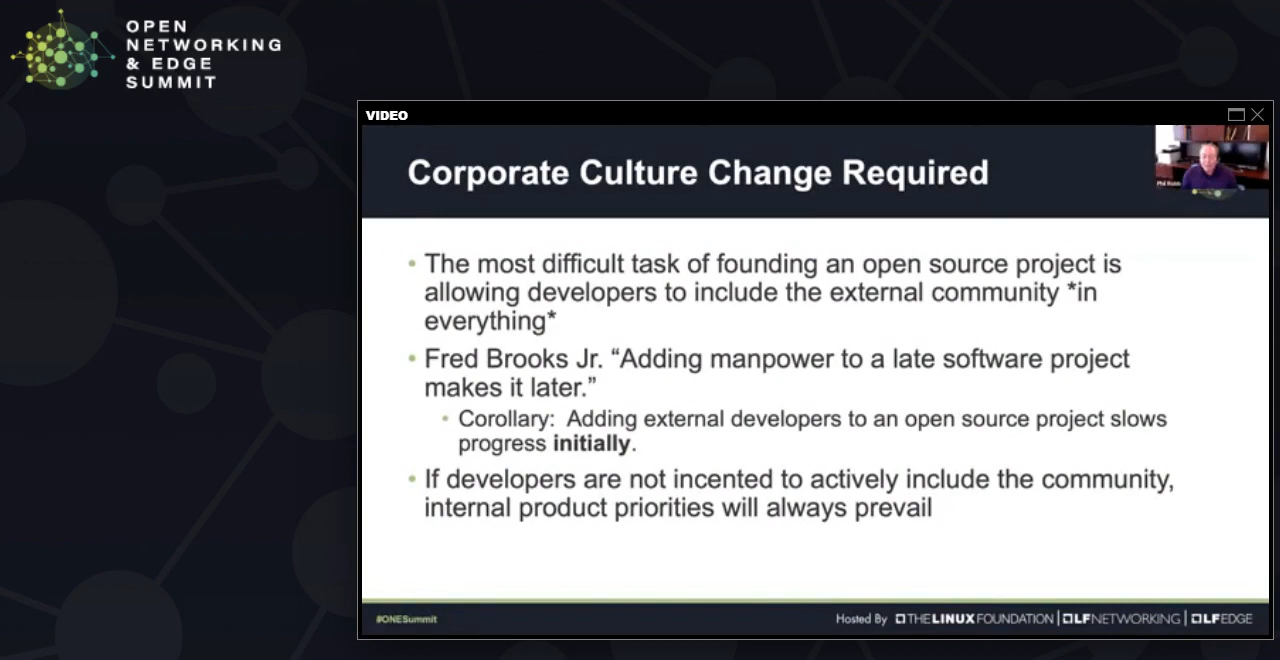 OPEN
NETWORKING
& EDGE
SUMMIT
VIDEO
Corporate Culture Change Required
• The most difficult task of founding an open source project is
allowing developers to include the external community *in
everything*
• Fred Brooks Jr. “Adding manpower to a late software project
makes it later.”
• Corollary:  Adding external developers to an open source project slows
progress initially.
• If developers are not incented to actively include the community,
internal product priorities will always prevail
#ONESummit
Hosted By THE LINUX FOUNDATION | LFNETWORKING | LFEDGE